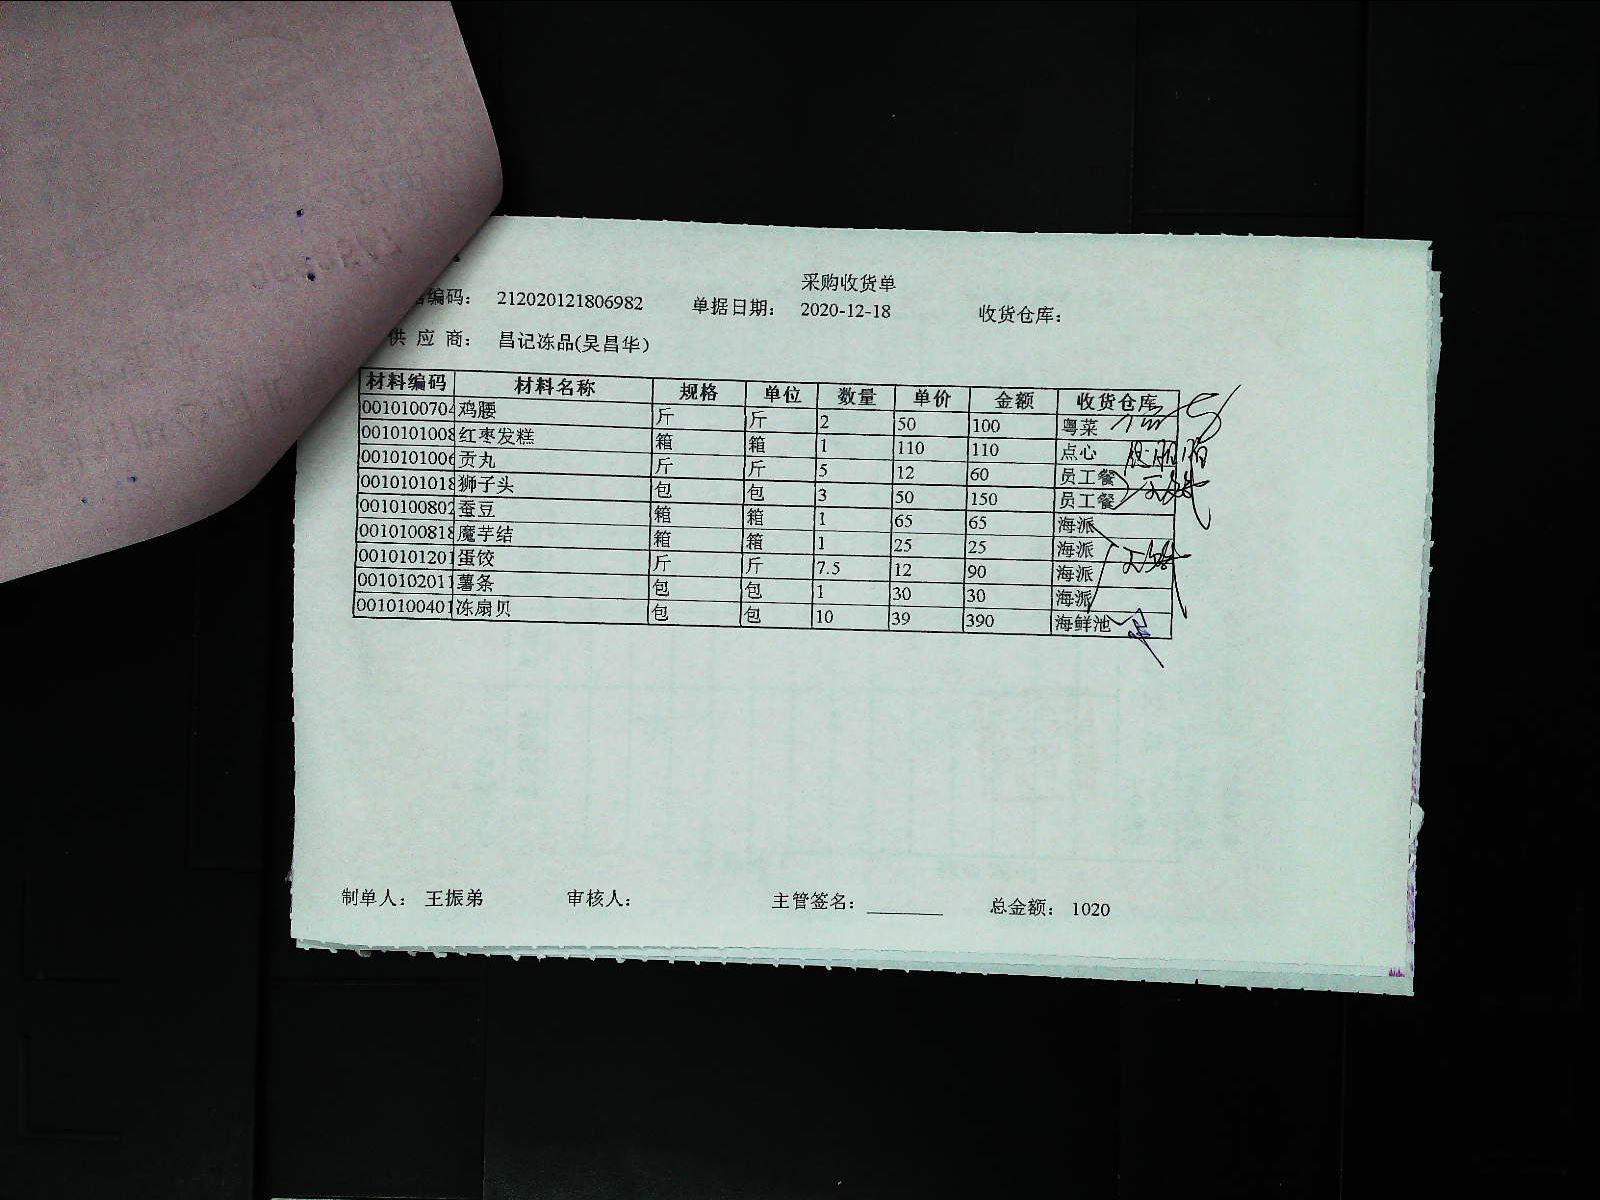 采购收货单
编码： 212020121806982 单据日期： 2020-12-18 收货仓库：
供 应 商： 昌记冻品(吴昌华)
材料编码 材料名称 规格 单位 数量 单价 金额 收货仓库
0010100704 鸡腰 斤 斤 2 50 100 粤菜
0010101008 红枣发糕 箱 箱 1 110 110 点心
0010101006 贡丸 斤 斤 5 12 60 员工餐
0010101018 狮子头 包 包 3 50 150 员工餐
0010100802 蚕豆 箱 箱 1 65 65 海派
0010100818 魔芋结 箱 箱 1 25 25 海派
0010101201 蛋饺 斤 斤 7.5 12 90 海派
0010102011 薯条 包 包 1 30 30 海派
0010100401 冻扇贝 包 包 10 39 390 海鲜池
制单人： 王振弟 审核人： 主管签名： 总金额： 1020